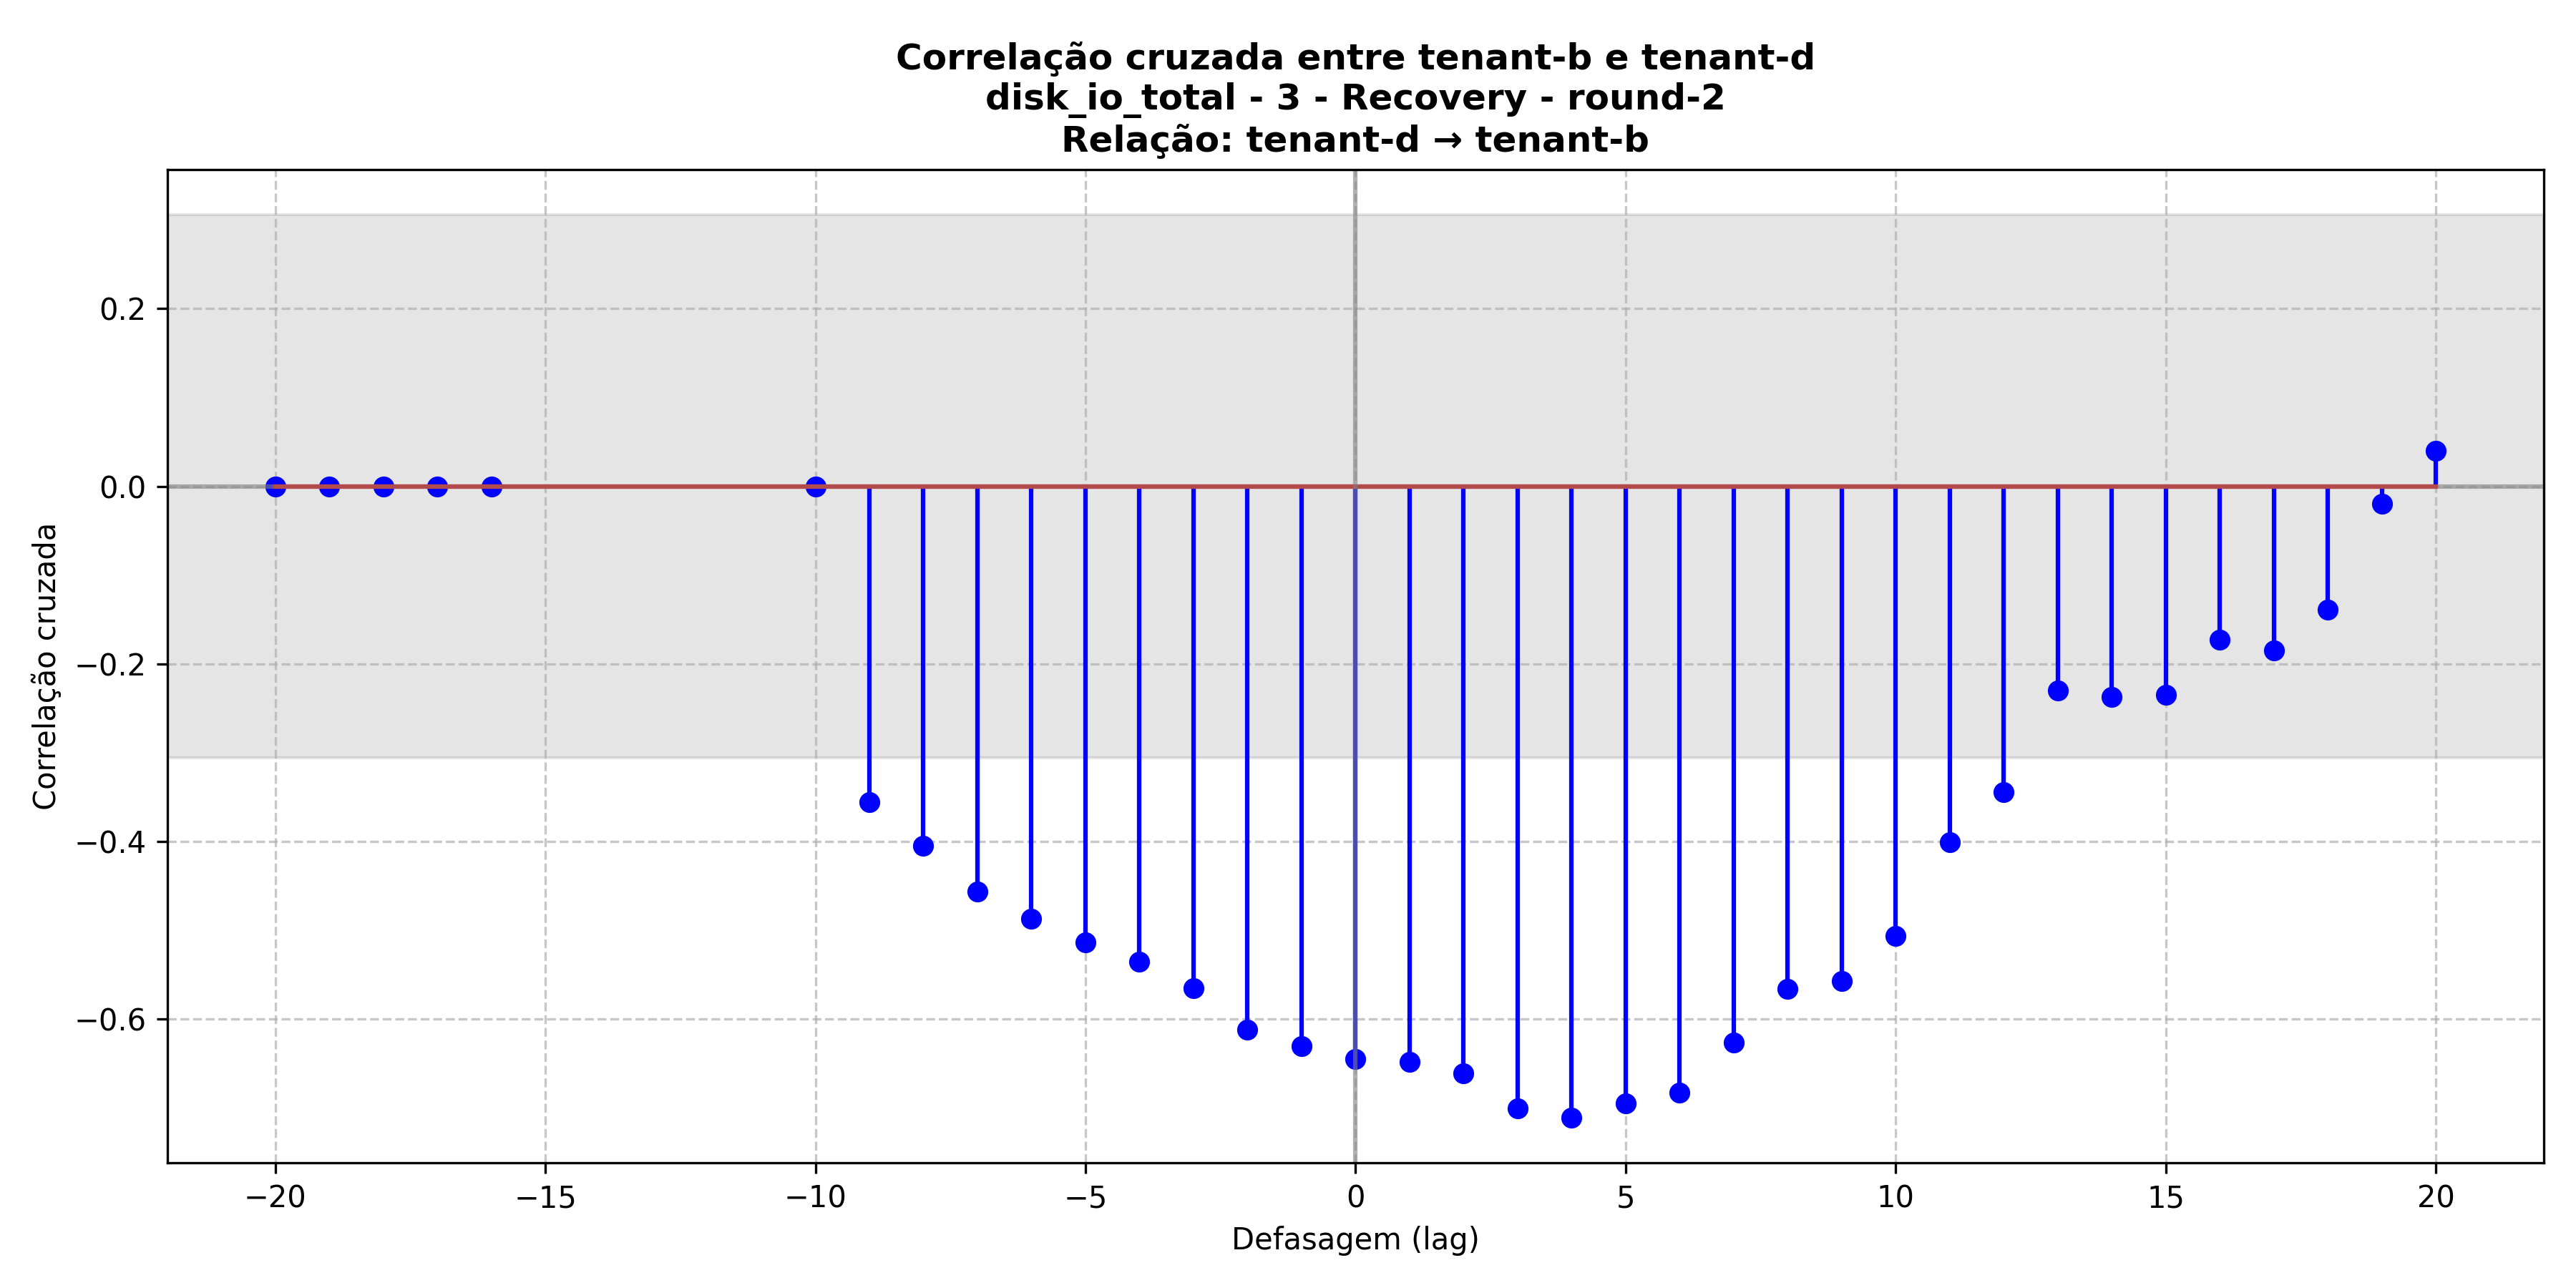 Correlação cruzada entre tenant-b e tenant-d
disk_io_total - 3 - Recovery - round-2
Relação: tenant-d → tenant-b
Correlação cruzada
0.2
0.0
−0.2
−0.4
−0.6
−20
−15
−10
−5
0
5
10
15
20
Defasagem (lag)